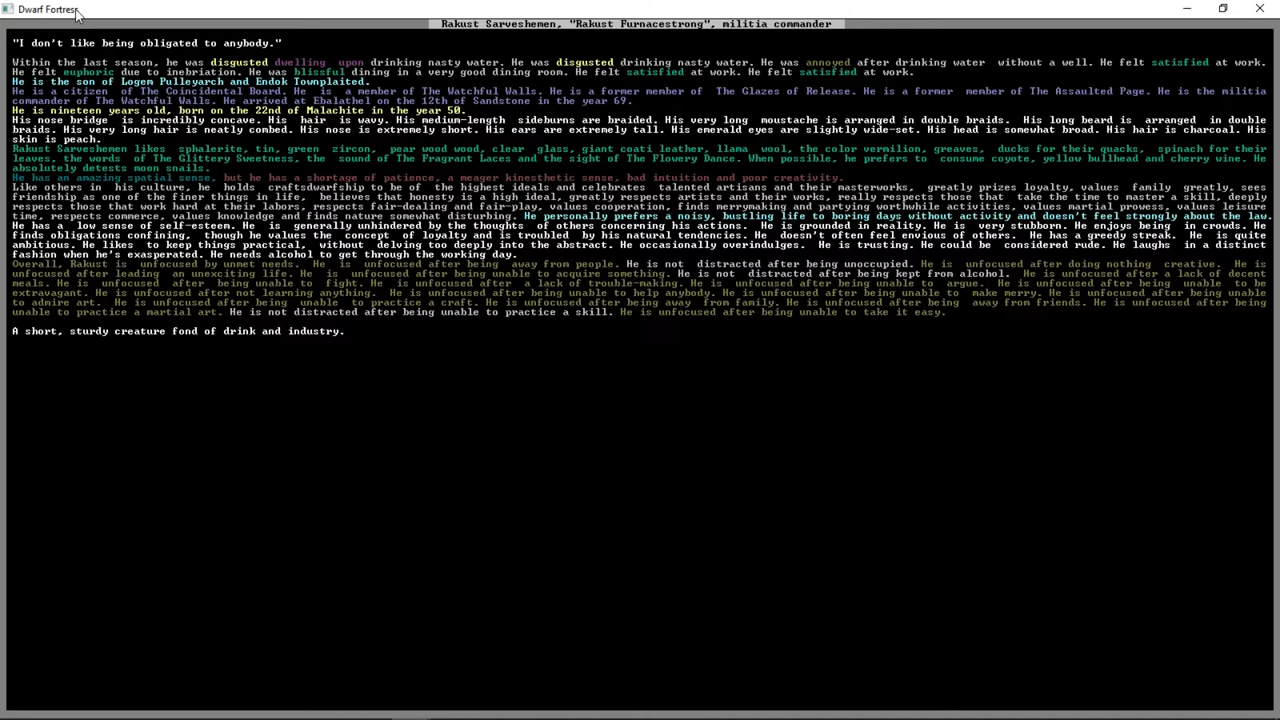 Dwarf Fortress
Rakust Sarveshemen, "Rakust Furnacestrong", militia commander
"I don't like being obligated to anybody."
Within the last season, he was disgusted dwelling upon drinking nasty water. He was disgusted drinking nasty water. He was annoyed after drinking water without a well. He felt satisfied at work.
He felt euphoric due to inebriation. He was blissful dining in a very good dining room. He felt satisfied at work. He felt satisfied at work.
He is the son of Logem Pulleyarch and Endok Townplaited.
He is a citizen of The Coincidental Board. He is a member of The Watchful Walls. He is a former member of The Glazes of Release. He is a former member of The Assaulted Page. He is the militia
commander of The Watchful Walls. He arrived at Ebalathel on the 12th of Sandstone in the year 69.
He is nineteen years old, born on the 22nd of Malachite in the year 50.
His nose bridge is incredibly concave. His hair is wavy. His medium-length sideburns are braided. His very long moustache is arranged in double braids. His long beard is arranged in double
braids. His very long hair is neatly combed. His nose is extremely short. His ears are extremely tall. His emerald eyes are slightly wide-set. His head is somewhat broad. His hair is charcoal. His
skin is peach.
Rakust Sarveshemen likes sphalerite, tin, green zircon, pear wood wood, clear glass, giant coati leather, llama wool, the color vermilion, greaves, ducks for their quacks, spinach for their
leaves, the words of The Glittery Sweetness, the sound of The Fragrant Laces and the sight of The Flowery Dance. When possible, he prefers to consume coyote, yellow bullhead and cherry wine. He
absolutely detests moon snails.
He has an amazing spatial sense, but he has a shortage of patience, a meager kinesthetic sense, bad intuition and poor creativity.
Like others in his culture, he holds craftsdwarfship to be of the highest ideals and celebrates talented artisans and their masterworks, greatly prizes loyalty, values family greatly, sees
friendship as one of the finer things in life, believes that honesty is a high ideal, greatly respects artists and their works, really respects those that take the time to master a skill, deeply
respects those that work hard at their labors, respects fair-dealing and fair-play, values cooperation, finds merrymaking and partying worthwhile activities, values martial prowess, values leisure
time, respects commerce, values knowledge and finds nature somewhat disturbing. He personally prefers a noisy, bustling life to boring days without activity and doesn't feel strongly about the law.
He has a low sense of self-esteem. He is generally unhindered by the thoughts of others concerning his actions. He is grounded in reality. He is very stubborn. He enjoys being in crowds. He
finds obligations confining, though he values the concept of loyalty and is troubled by his natural tendencies. He doesn't often feel envious of others. He has a greedy streak. He is quite
ambitious. He likes to keep things practical, without delving too deeply into the abstract. He occasionally overindulges. He is trusting. He could be considered rude. He laughs in a distinct
fashion when he's exasperated. He needs alcohol to get through the working day.
Overall, Rakust is unfocused by unmet needs. He is unfocused after being away from people. He is not distracted after being unoccupied. He is unfocused after doing nothing creative. He is
unfocused after leading an unexciting life. He is unfocused after being unable to acquire something. He is not distracted after being kept from alcohol. He is unfocused after a lack of decent
meals. He is unfocused after being unable to fight. He is unfocused after a lack of trouble-making. He is unfocused after being unable to argue. He is unfocused after being unable to be
extravagant. He is unfocused after not learning anything. He is unfocused after being unable to help anybody. He is unfocused after being unable to make merry. He is unfocused after being unable
to admire art. He is unfocused after being unable to practice a craft. He is unfocused after being away from family. He is unfocused after being away from friends. He is unfocused after being
unable to practice a martial art. He is not distracted after being unable to practice a skill. He is unfocused after being unable to take it easy.
A short, sturdy creature fond of drink and industry.